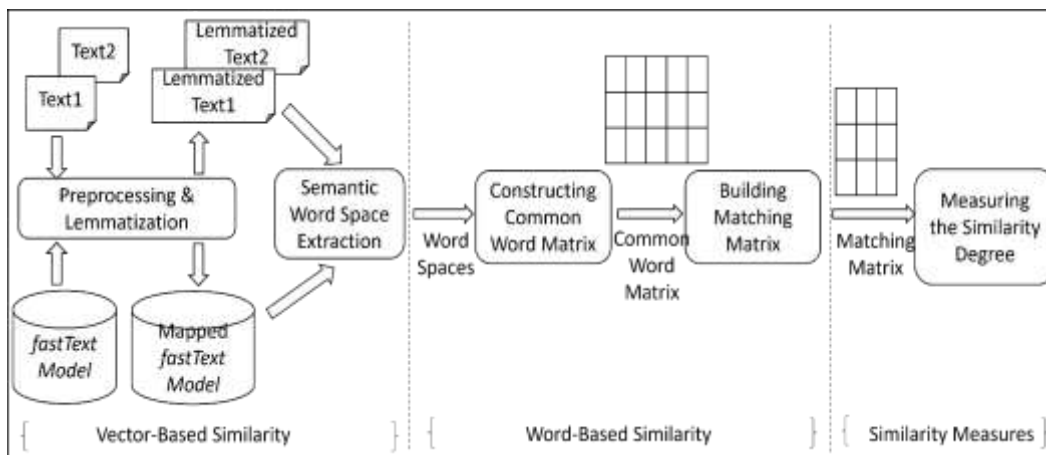 Text2
Text1
Lemmatized
Text2
Lemmatized
Text1
Preprocessing &
Lemmatization
fastText
Model
Mapped
fastText
Model
Semantic
Word Space
Extraction
Word
Spaces
Constructing
Common
Word Matrix
Common
Word
Matrix
Building
Matching
Matrix
Matching
Matrix
Measuring
the Similarity
Degree
Vector-Based Similarity
Word-Based Similarity
Similarity Measures